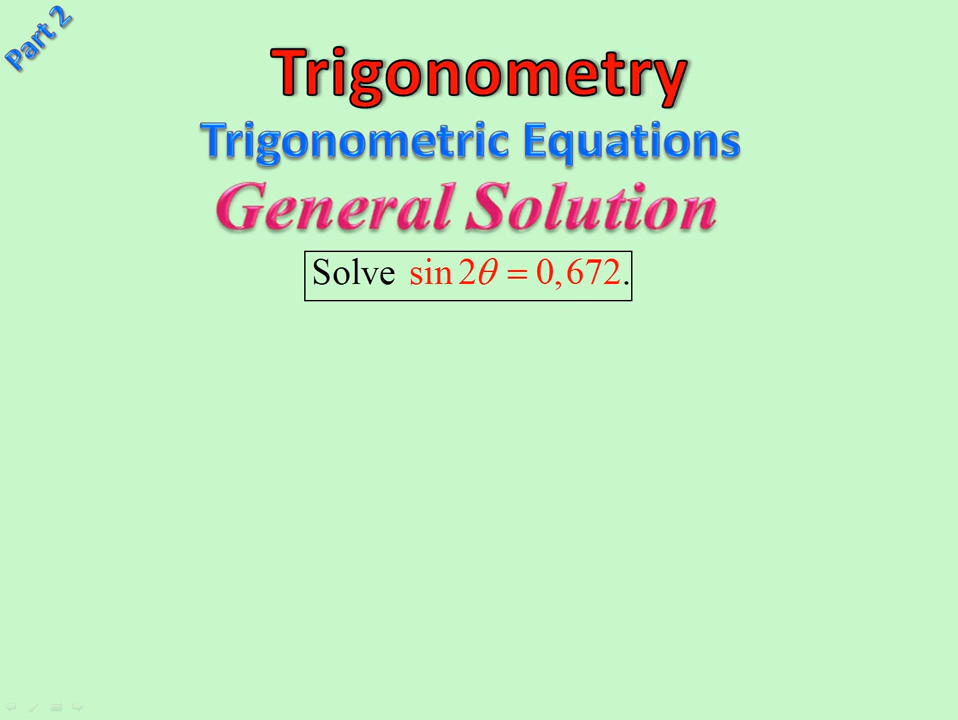 Part 2
Trigonometry
Trigonometric Equations
General Solution
Solve sin 2θ = 0,672.